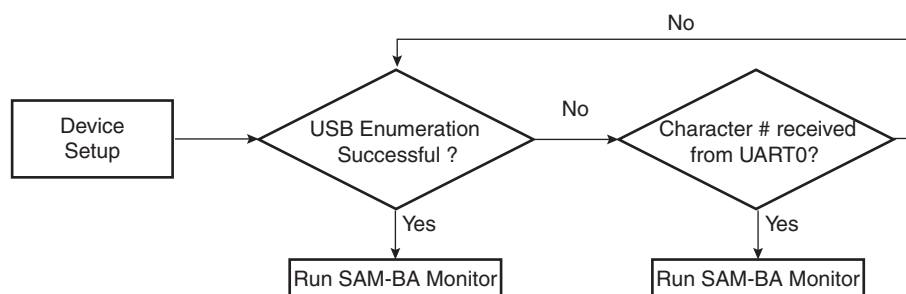 No
Device
Setup
USB Enumeration
Successful ?
No
Character # received
from UART0?
Yes
Yes
Run SAM-BA Monitor
Run SAM-BA Monitor